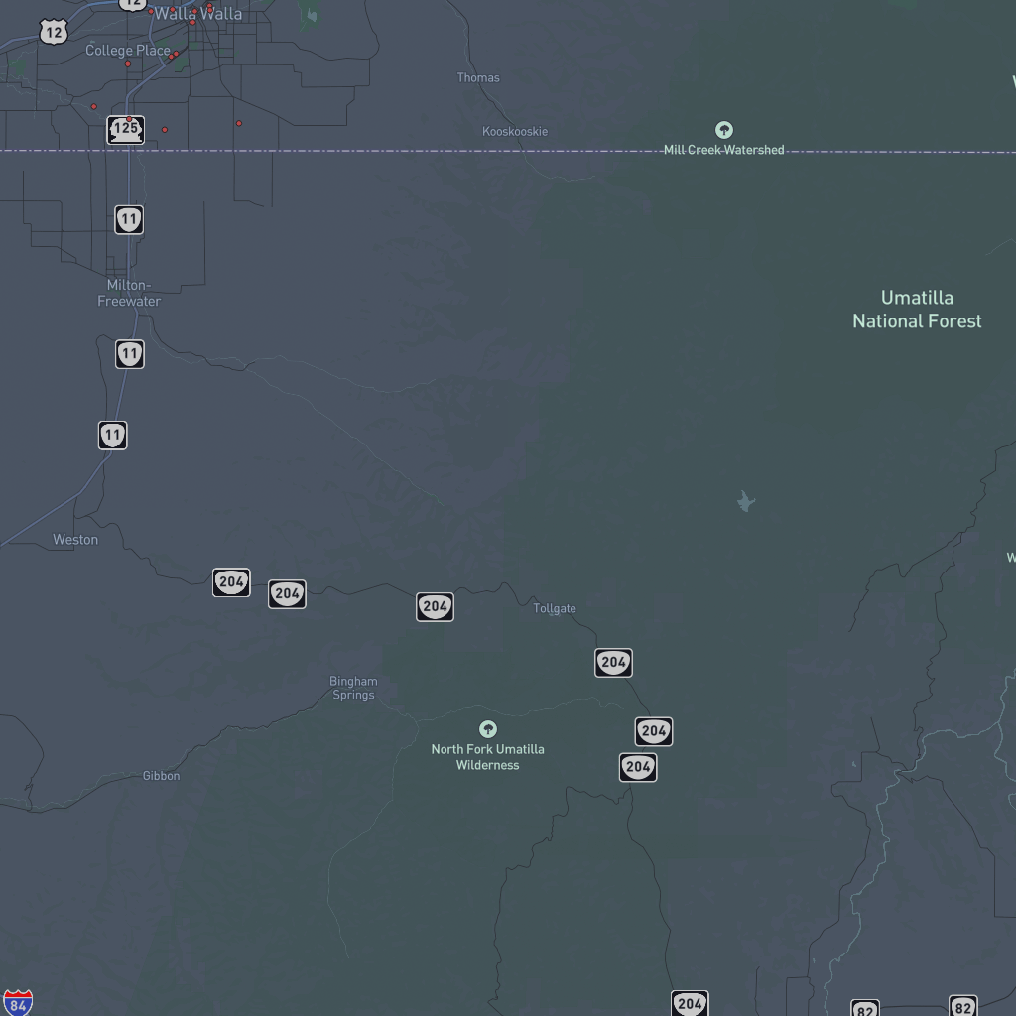 12
Walla Walla
12
College Place
Thomas
125
Kooskooskie
Mill Creek Watershed
11
Milton-
Freewater
Umatilla
National Forest
11
11
Weston
204
204
204
Tollgate
204
Bingham
Springs
204
North Fork Umatilla
Wilderness
204
Gibbon
84
204
82
82